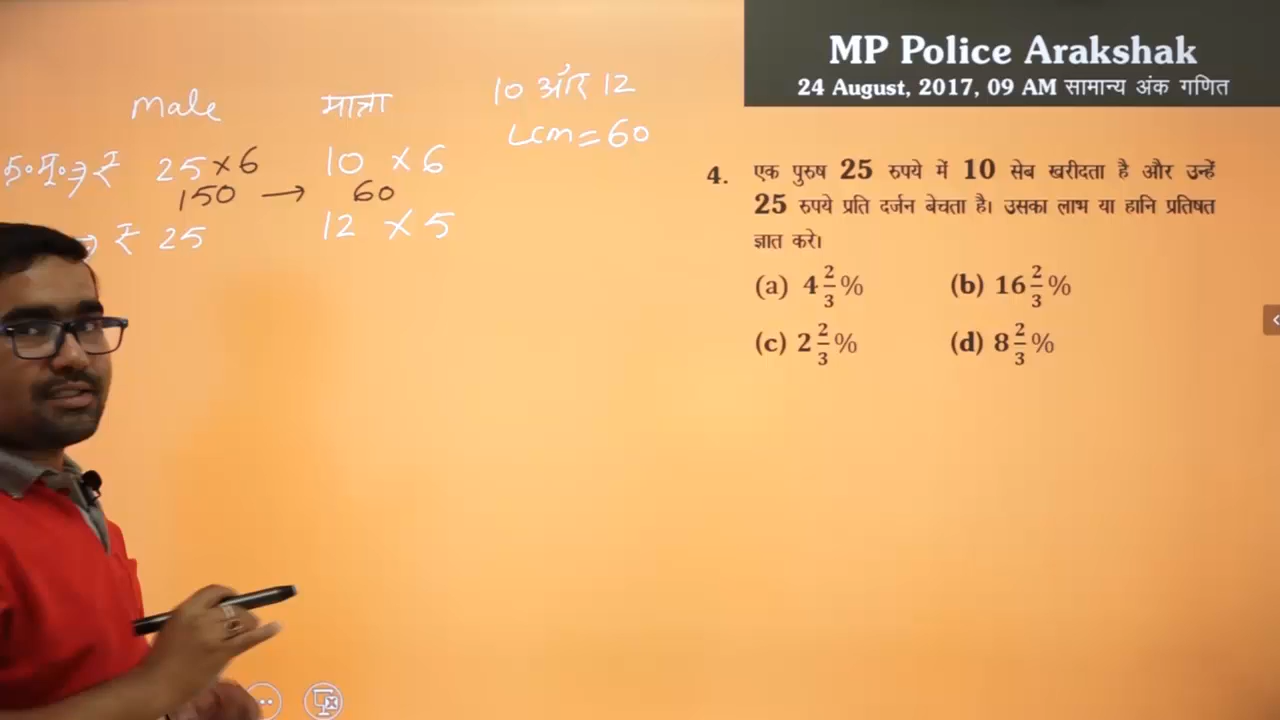 MP Police Arakshak
24 August, 2017, 09 AM सामान्य अंक गणित
4. एक पुरुष 25 रुपये में 10 सेब खरीदता है और उन्हें
25 रुपये प्रति दर्जन बेचता है। उसका लाभ या हानि प्रतिषत
ज्ञात करे।
(a) 4 2/3 % (b) 16 2/3 %
(c) 2 2/3 % (d) 8 2/3 %
male मात्रा
क॰मू॰ → ₹ 25 × 6 10 × 6
150 → 60
→ ₹ 25 12 × 5
10 और 12
LCM = 60